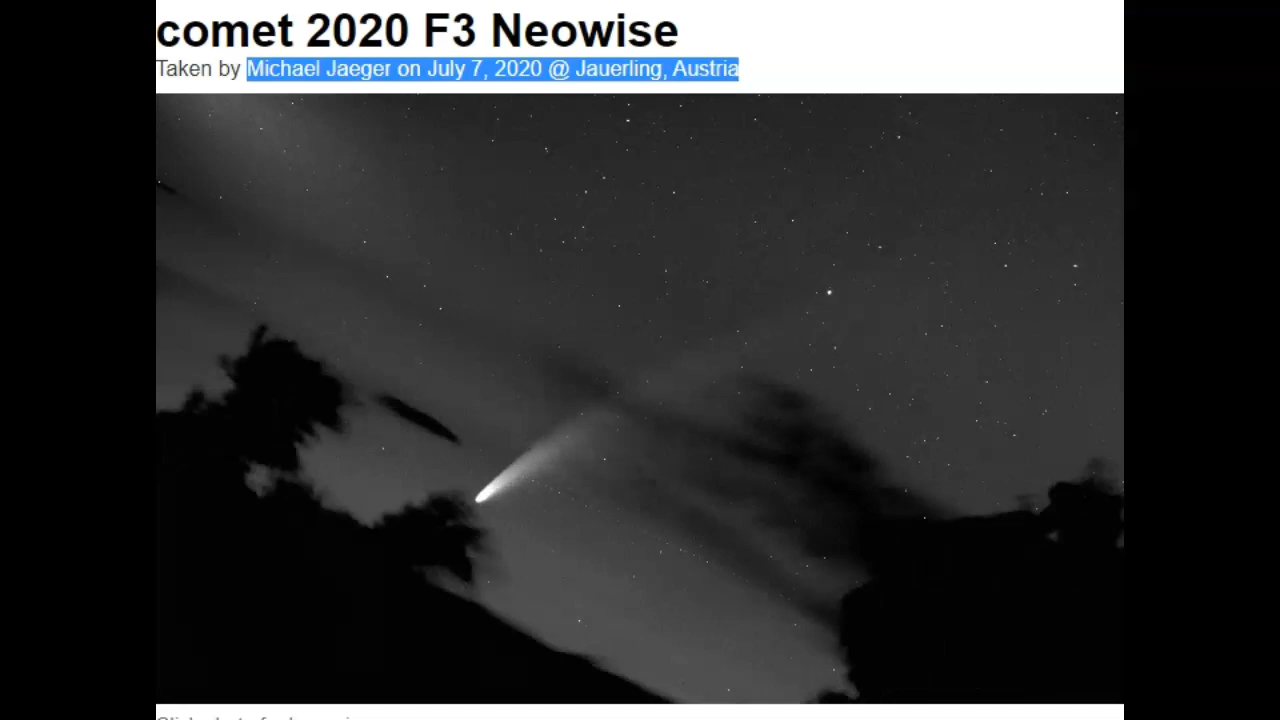 comet 2020 F3 Neowise
Taken by Michael Jaeger on July 7, 2020 @ Jauerling, Austria